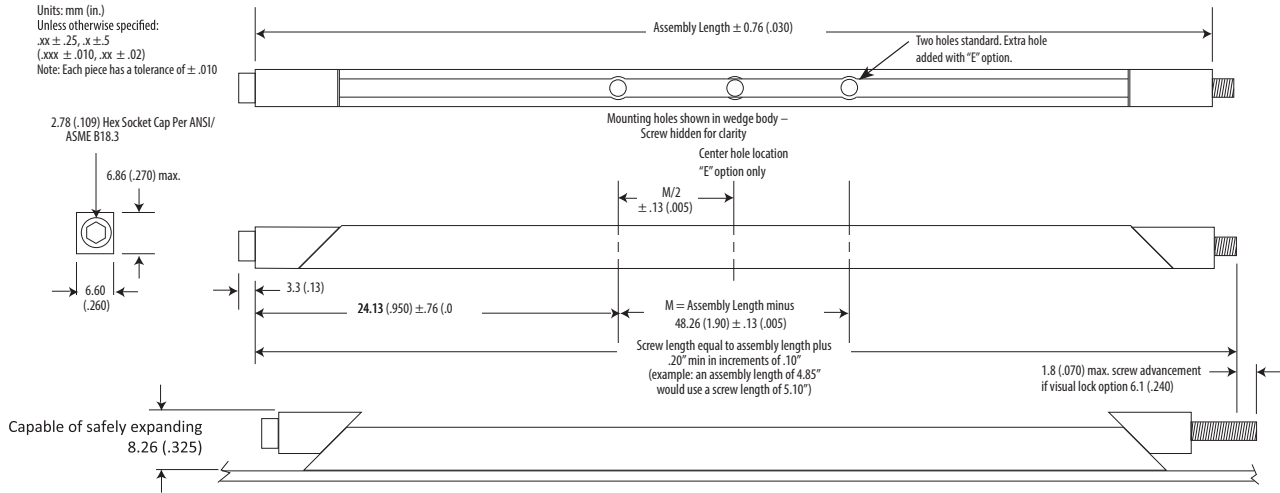 Units: mm (in.)
Unless otherwise specified:
.xx ± .25, .x ±.5
(.xxx ± .010, .xx ± .02)
Note: Each piece has a tolerance of ± .010
Assembly Length ± 0.76 (.030)
Two holes standard. Extra hole
added with “E” option.
Mounting holes shown in wedge body –
Screw hidden for clarity
2.78 (.109) Hex Socket Cap Per ANSI/
ASME B18.3
Center hole location
“E” option only
6.86 (.270) max.
M/2
± .13 (.005)
6.60
(.260)
3.3 (.13)
24.13 (.950) ±.76 (.0
M = Assembly Length minus
48.26 (1.90) ± .13 (.005)
Screw length equal to assembly length plus
.20” min in increments of .10”
(example: an assembly length of 4.85”
would use a screw length of 5.10”)
1.8 (.070) max. screw advancement
if visual lock option 6.1 (.240)
Capable of safely expanding
8.26 (.325)